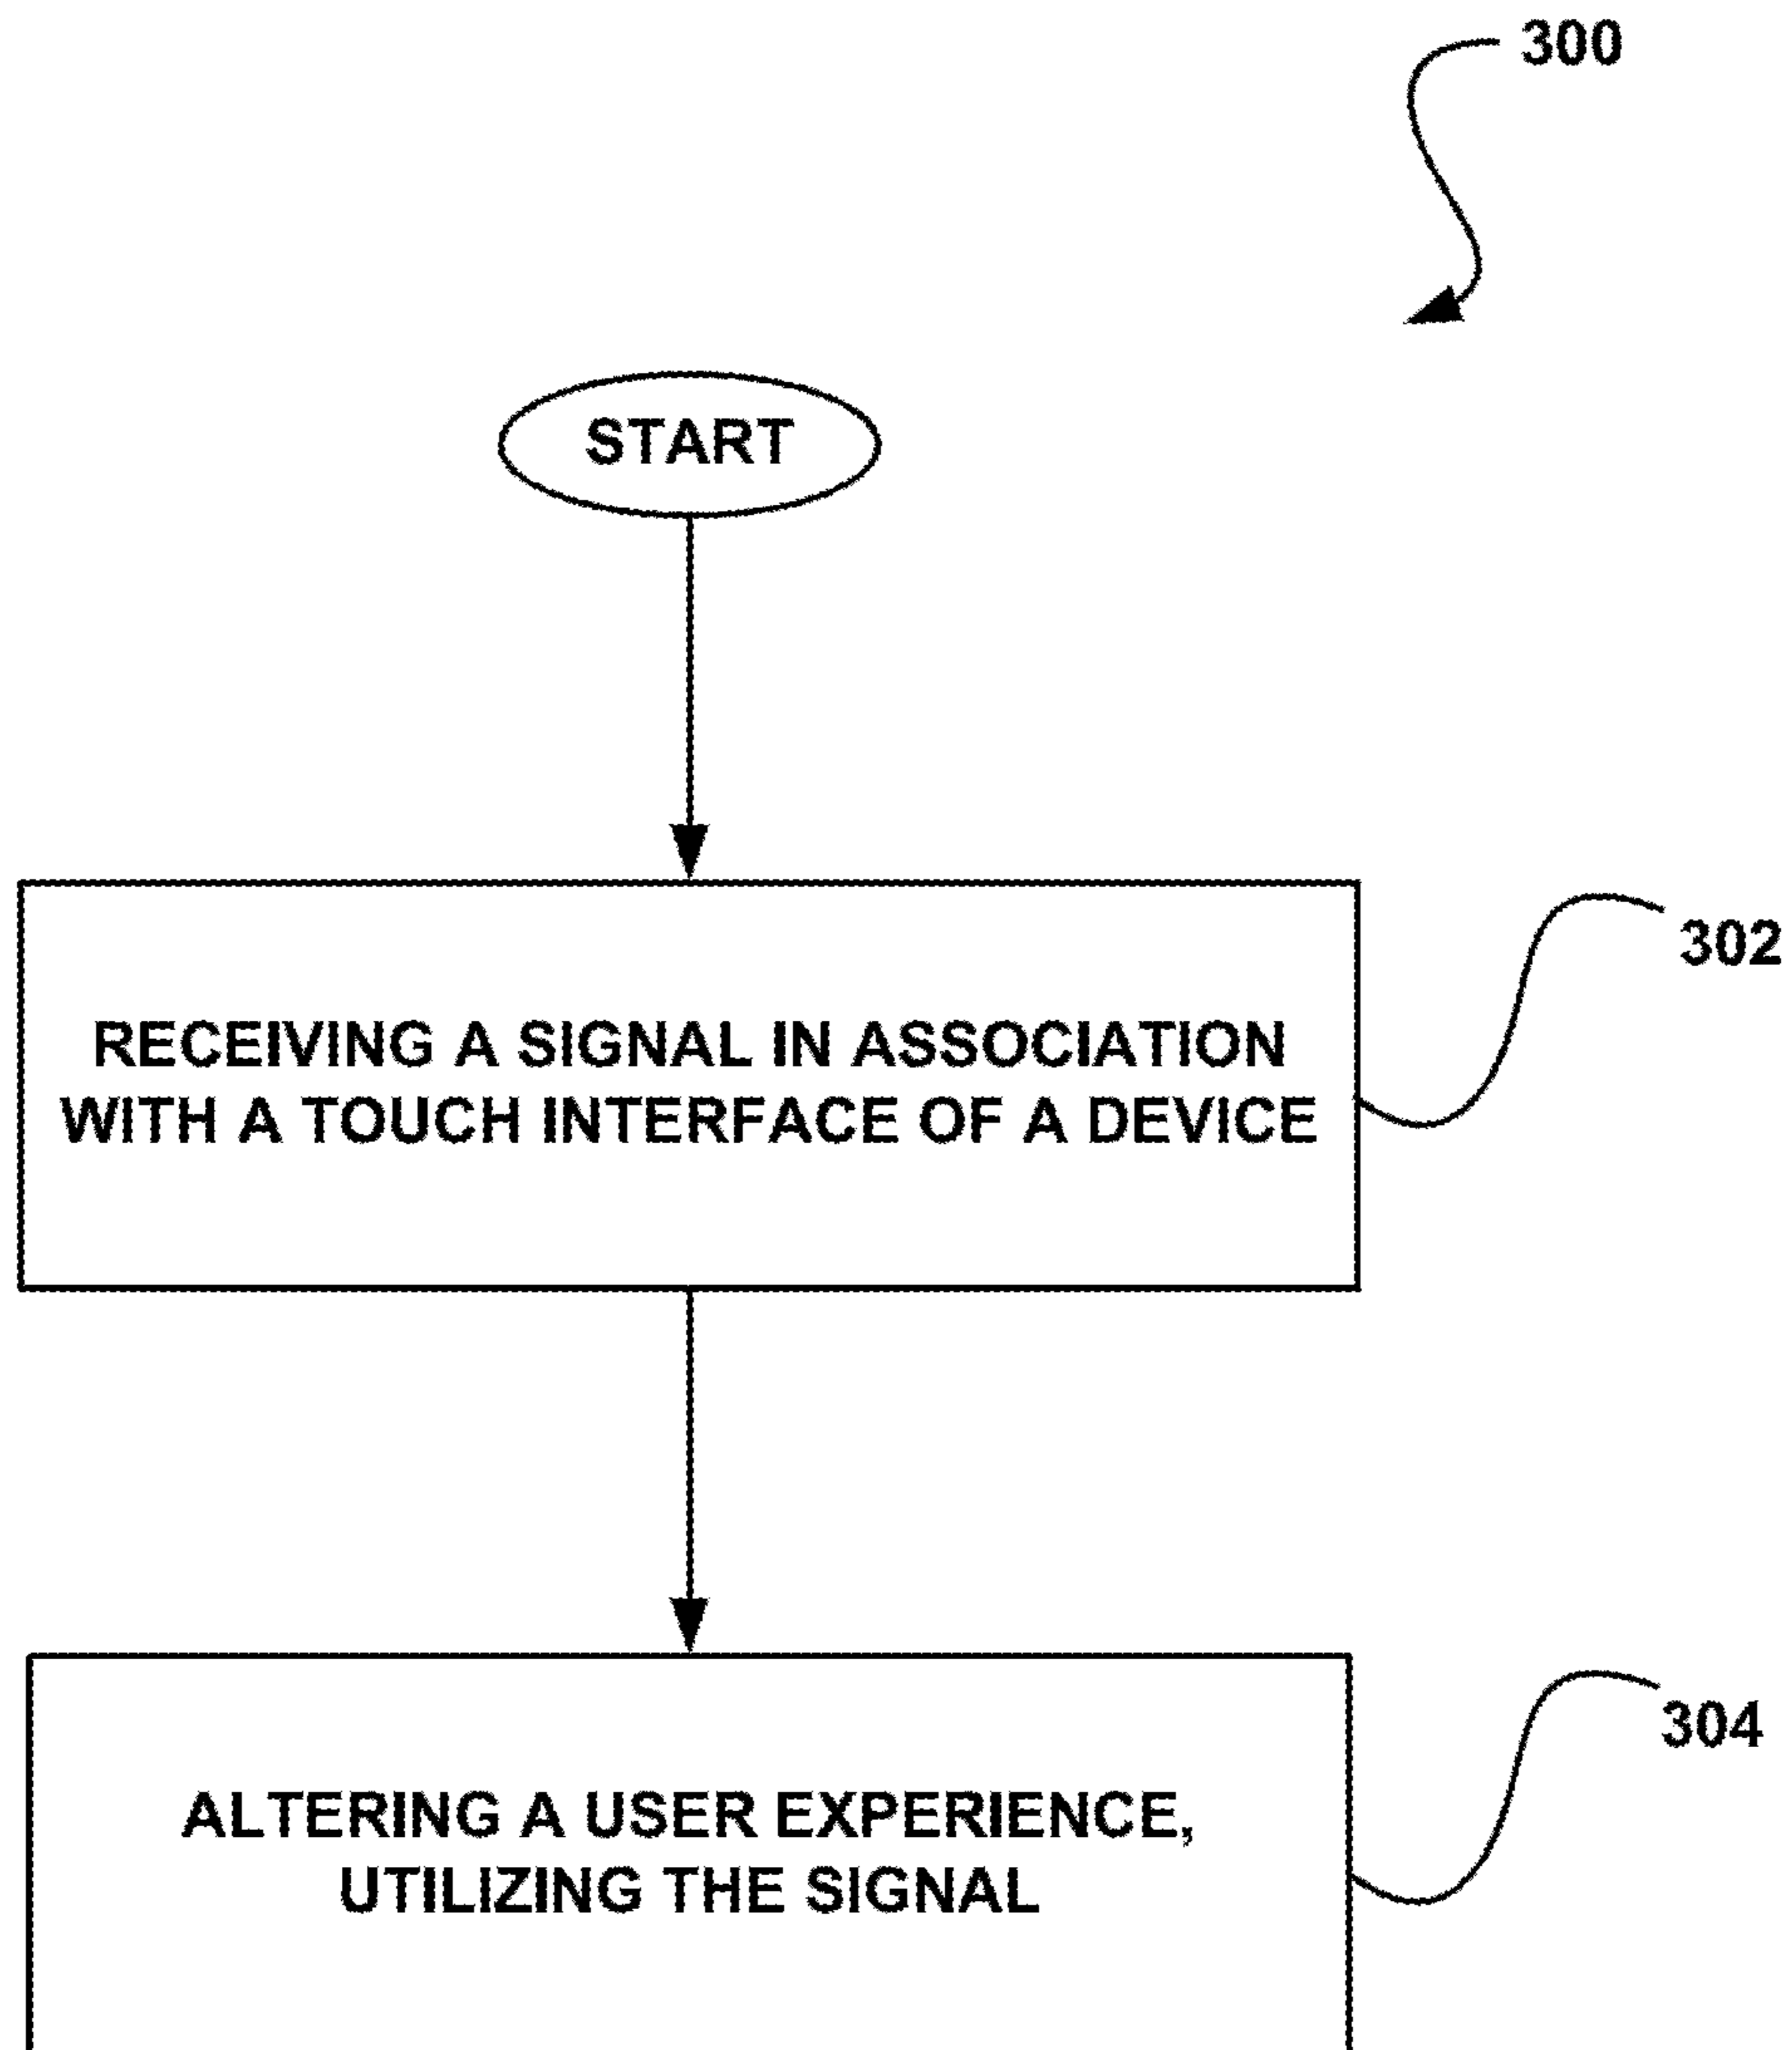 300
START
302
RECEIVING A SIGNAL IN ASSOCIATION
WITH A TOUCH INTERFACE OF A DEVICE
304
ALTERING A USER EXPERIENCE,
UTILIZING THE SIGNAL